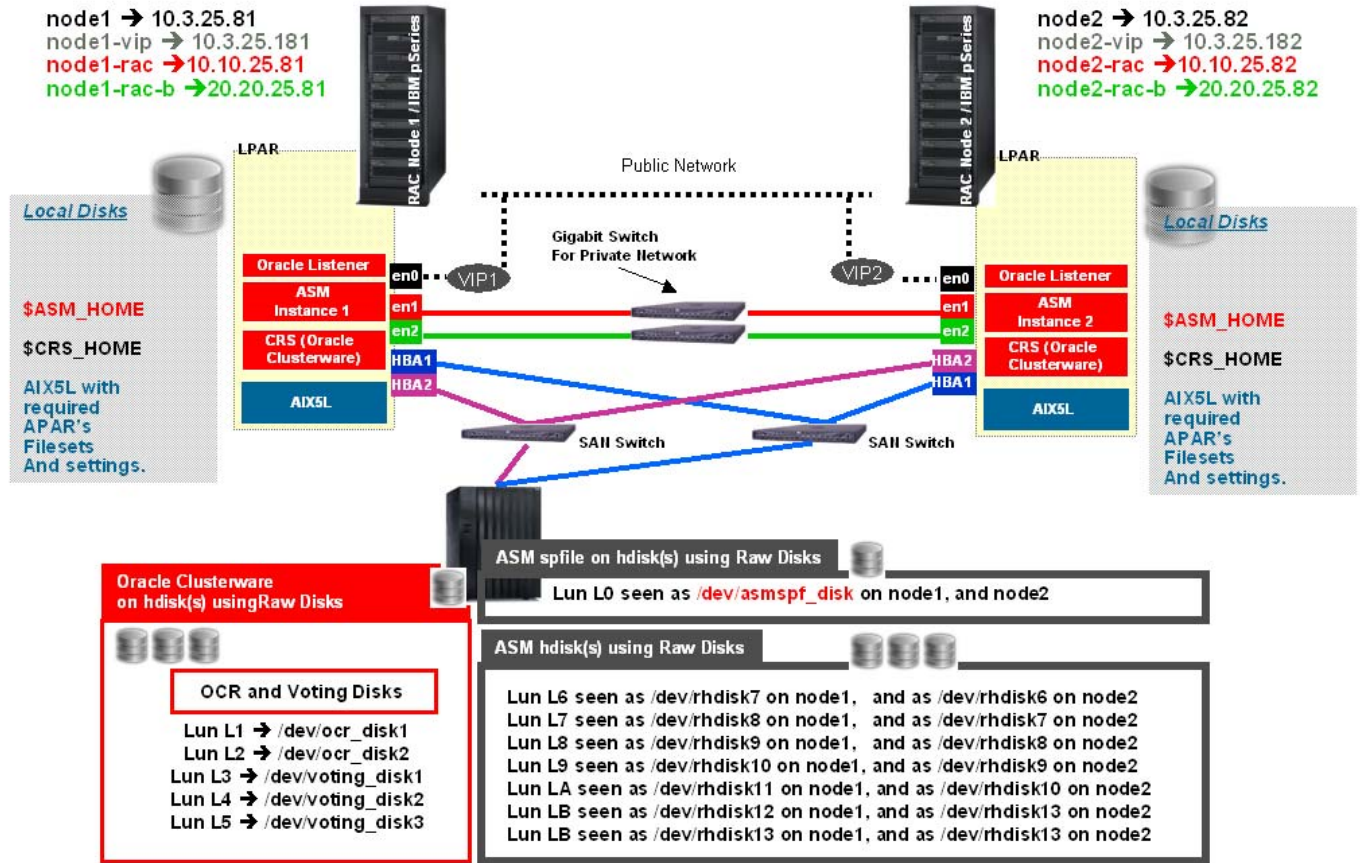 node1 ➔ 10.3.25.81
node1-vip ➔ 10.3.25.181
node1-rac ➔10.10.25.81
node1-rac-b ➔20.20.25.81
RAC Node 1 / IBM pSeries
node2 ➔ 10.3.25.82
node2-vip ➔ 10.3.25.182
node2-rac ➔10.10.25.82
node2-rac-b ➔20.20.25.82
RAC Node 2 / IBM pSeries
Public Network
LPAR
Local Disks
$ASM_HOME
$CRS_HOME
AIX5L with
required
APAR's
Filesets
And settings.
Oracle Listener
ASM
Instance 1
CRS (Oracle
Clusterware)
AIX5L
en0
en1
en2
HBA1
HBA2
VIP1
Gigabit Switch
For Private Network
VIP2
SAN Switch
SAN Switch
LPAR
en0
en1
en2
HBA2
HBA1
Oracle Listener
ASM
Instance 2
CRS (Oracle
Clusterware)
AIX5L
Local Disks
$ASM_HOME
$CRS_HOME
AIX5L with
required
APAR's
Filesets
And settings.
Oracle Clusterware
on hdisk(s) usingRaw Disks
OCR and Voting Disks
Lun L1 ➔ /dev/ocr_disk1
Lun L2 ➔ /dev/ocr_disk2
Lun L3 ➔ /dev/voting_disk1
Lun L4 ➔ /dev/voting_disk2
Lun L5 ➔ /dev/voting_disk3
ASM spfile on hdisk(s) using Raw Disks
Lun L0 seen as /dev/asmspf_disk on node1, and node2
ASM hdisk(s) using Raw Disks
Lun L6 seen as /dev/rhdisk7 on node1, and as /dev/rhdisk6 on node2
Lun L7 seen as /dev/rhdisk8 on node1, and as /dev/rhdisk7 on node2
Lun L8 seen as /dev/rhdisk9 on node1, and as /dev/rhdisk8 on node2
Lun L9 seen as /dev/rhdisk10 on node1, and as /dev/rhdisk9 on node2
Lun LA seen as /dev/rhdisk11 on node1, and as /dev/rhdisk10 on node2
Lun LB seen as /dev/rhdisk12 on node1, and as /dev/rhdisk13 on node2
Lun LB seen as /dev/rhdisk13 on node1, and as /dev/rhdisk13 on node2